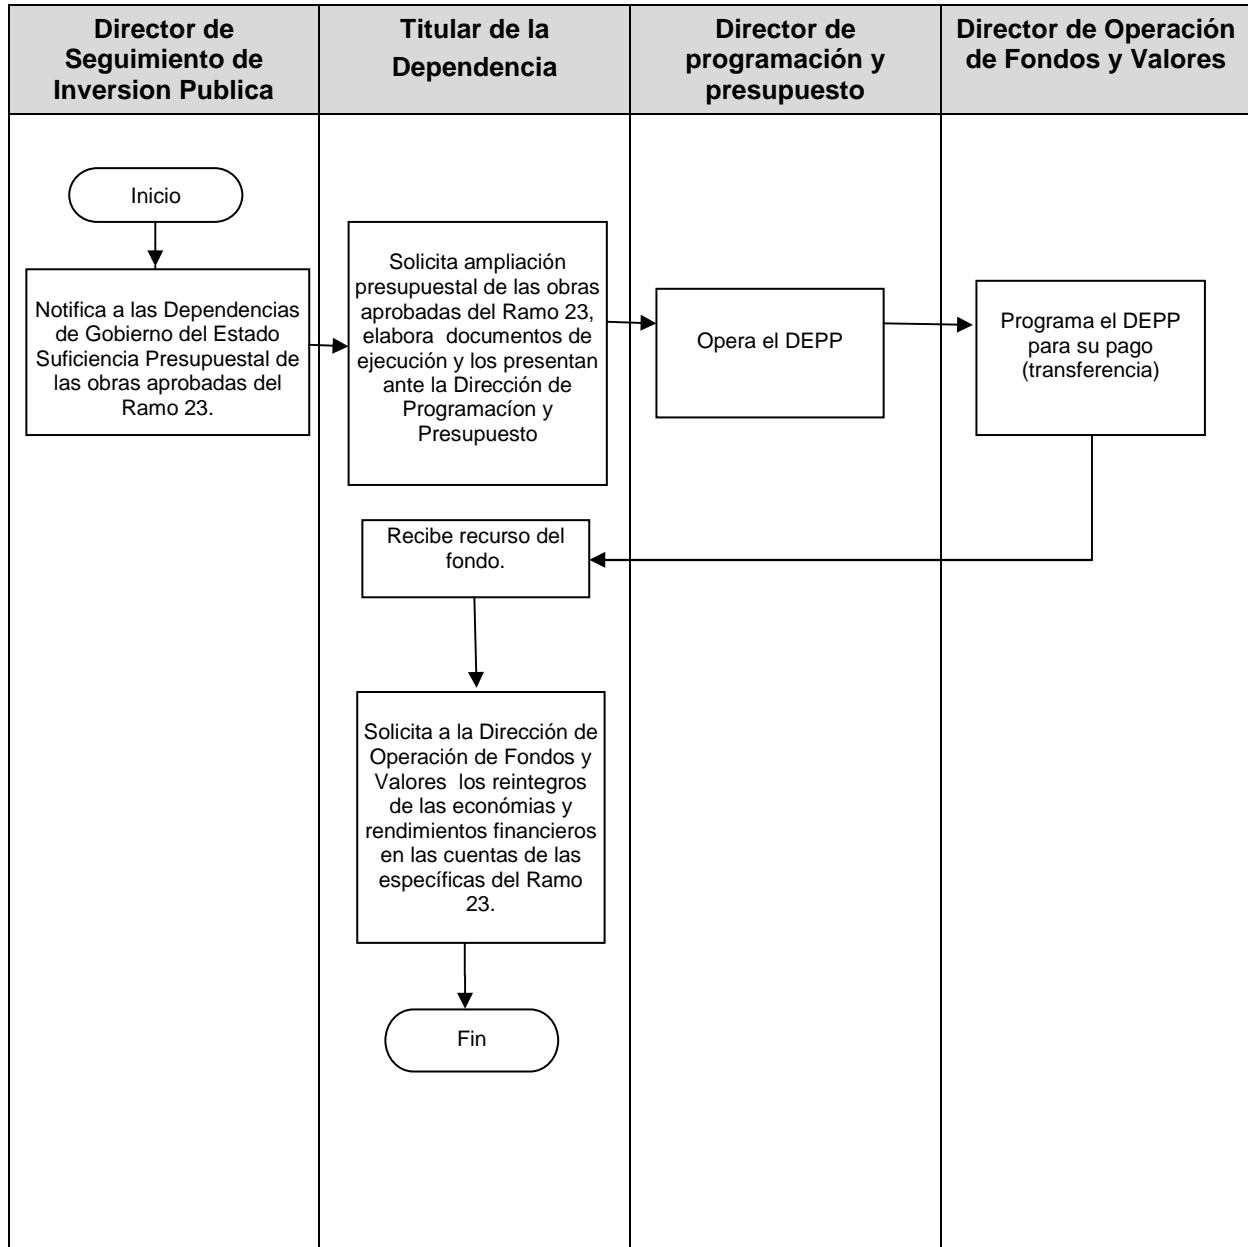 Director de
Seguimiento de
Inversion Publica
Titular de la
Dependencia
Director de
programación y
presupuesto
Director de Operación
de Fondos y Valores
Inicio
Notifica a las Dependencias
de Gobierno del Estado
Suficiencia Presupuestal de
las obras aprobadas del
Ramo 23.
Solicita ampliación
presupuestal de las obras
aprobadas del Ramo 23,
elabora documentos de
ejecución y los presentan
ante la Dirección de
Programacíon y
Presupuesto
Opera el DEPP
Programa el DEPP
para su pago
(transferencia)
Recibe recurso del
fondo.
Solicita a la Dirección de
Operación de Fondos y
Valores los reintegros
de las económias y
rendimientos financieros
en las cuentas de las
específicas del Ramo
23.
Fin